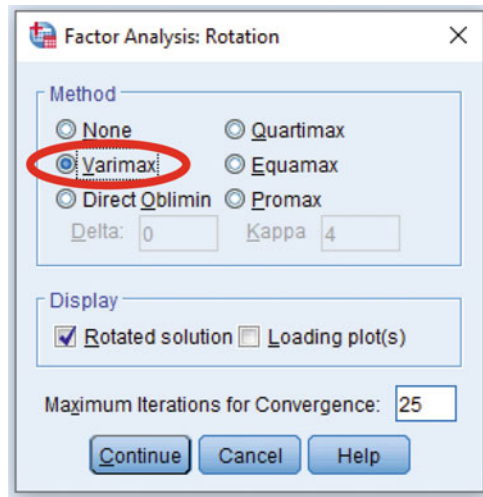 Factor Analysis: Rotation
Method
None Quartimax
Varimax Equamax
Direct Oblimin Promax
Delta: 0 Kappa 4
Display
Rotated solution Loading plot(s)
Maximum Iterations for Convergence: 25
Continue Cancel Help